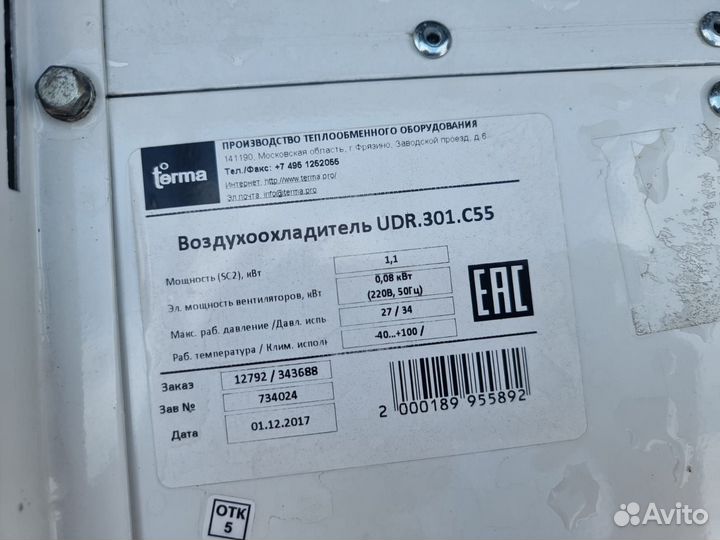 terma
ПРОИЗВОДСТВО ТЕПЛООБМЕННОГО ОБОРУДОВАНИЯ
141190, Московская область, г.Фрязино, Заводской проезд, д.6
Тел./Факс: +7 495 1252055
Интернет: http://www.terma.pro/
Эл.почта: info@terma.pro
Воздухоохладитель UDR.301.C55
Мощность (SC2), кВт 1,1
Эл. мощность вентиляторов, кВт 0,08 кВт (220В, 50Гц)
Макс. раб. давление /Давл. испы 27 / 34
Раб. температура / Клим. исполн -40...+100 /
EAC
Заказ 12792 / 343688
Зав № 734024
Дата 01.12.2017
2 000189 955892
ОТК
5
Avito